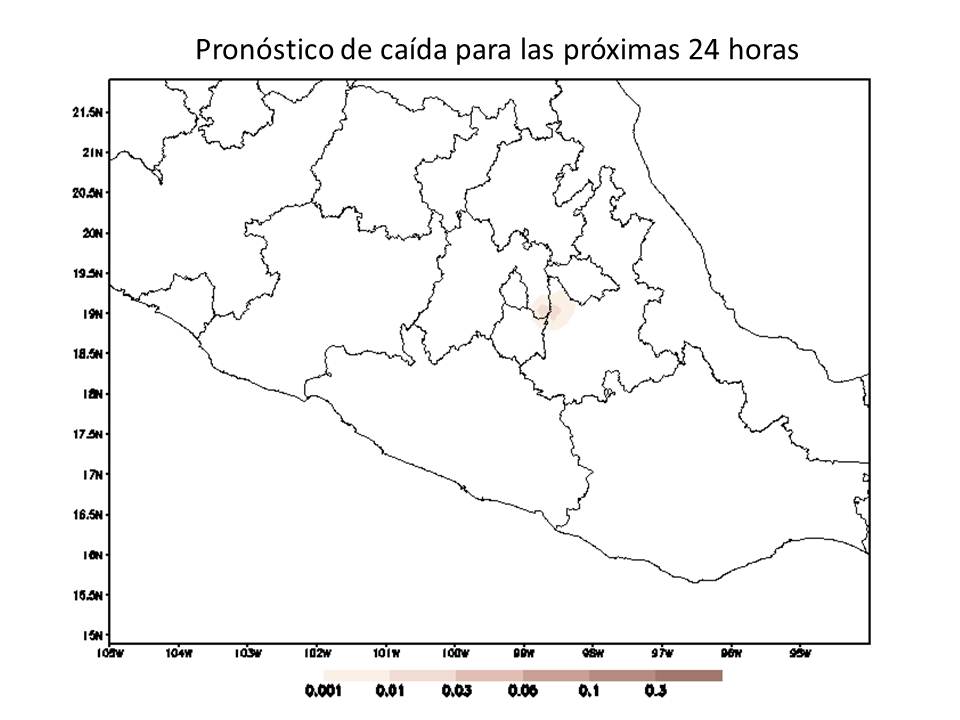 Pronóstico de caída para las próximas 24 horas
21.5N
21N
20.5N
20N
19.5N
19N
18.5N
18N
17.5N
17N
16.5N
16N
15.5N
15N
105W 104W 103W 102W 101W 100W 99W 98W 97W 96W 95W
0.001 0.01 0.03 0.06 0.1 0.3